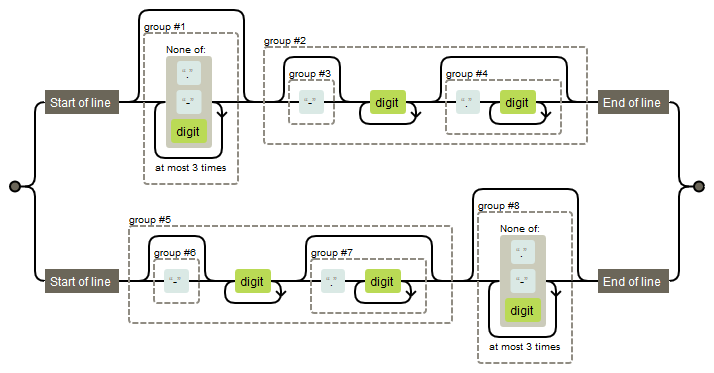 group #1
group #2
None of:
"."
group #3
group #4
Start of line
"-"
"-"
digit
"."
digit
End of line
digit
at most 3 times
group #5
group #8
group #6
group #7
None of:
"."
Start of line
"-"
digit
"."
digit
"-"
End of line
digit
at most 3 times